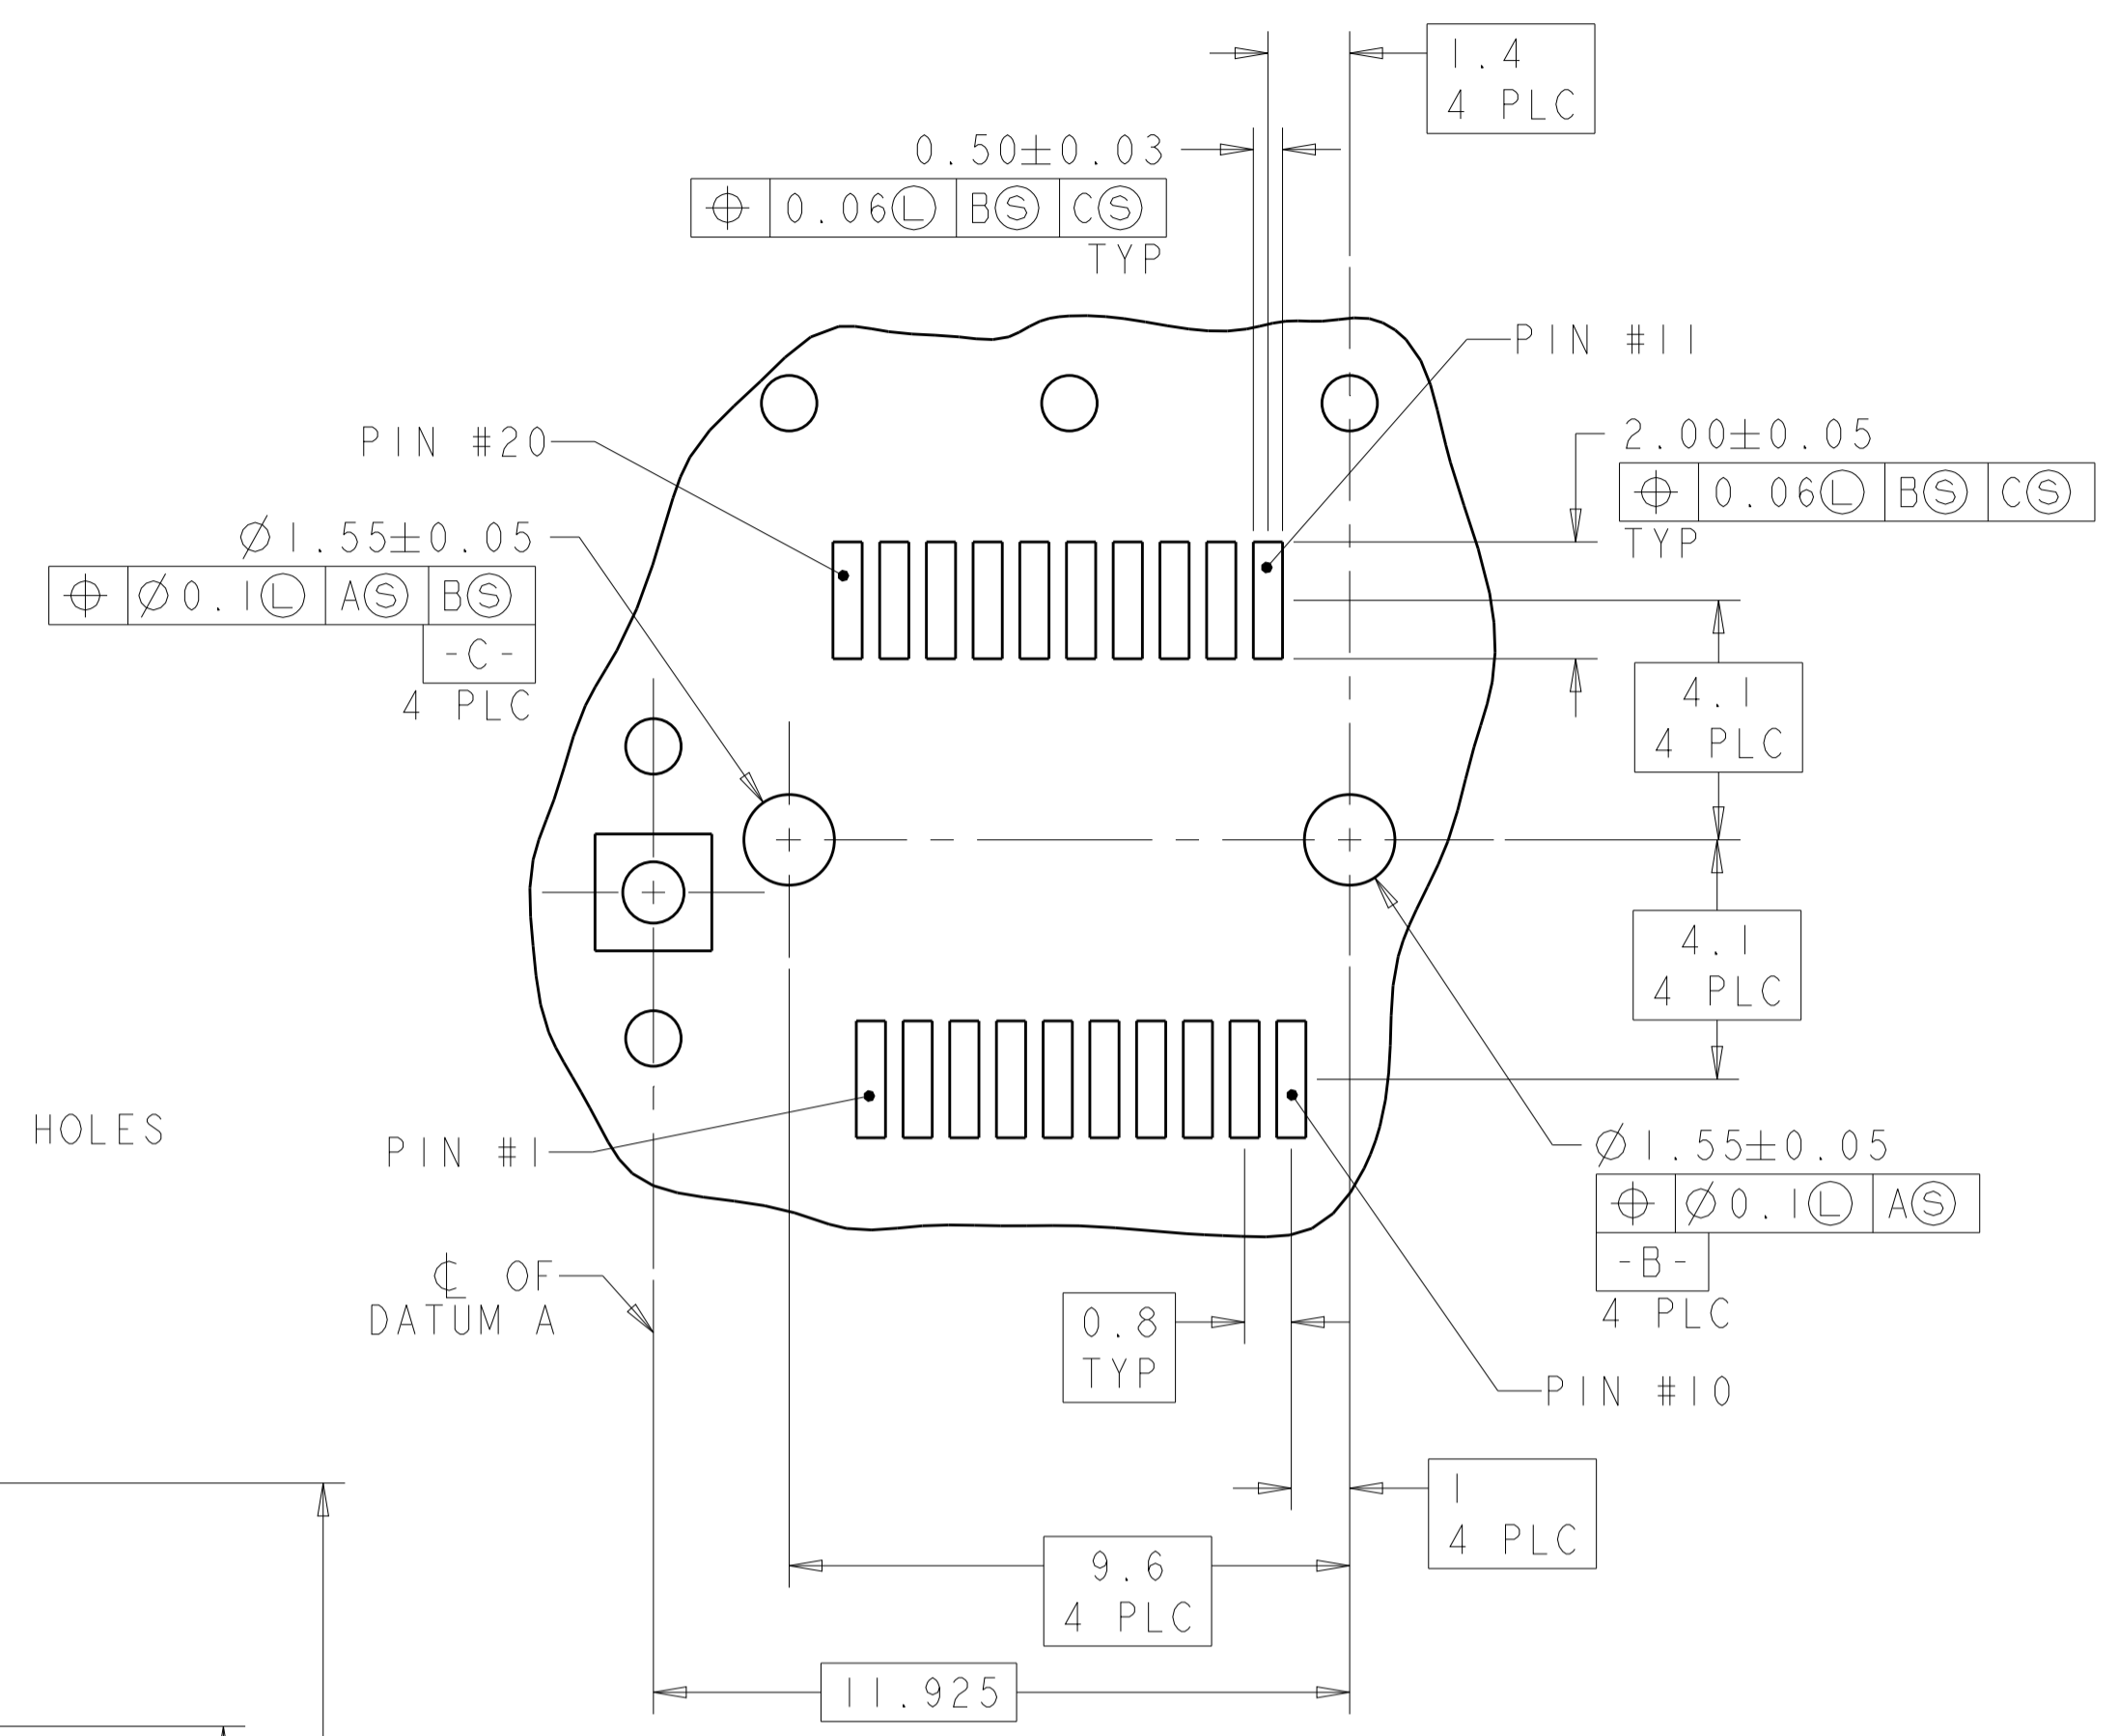 1.4
4 PLC
0.50±0.03
⌖ 0.06Ⓛ BⓈ CⓈ
TYP
PIN #11
PIN #20
2.00±0.05
⌖ 0.06Ⓛ BⓈ CⓈ
TYP
Ø1.55±0.05
⌖ Ø0.1Ⓛ AⓈ BⓈ
-C-
4 PLC
4.1
4 PLC
4.1
4 PLC
HOLES
PIN #1
Ø1.55±0.05
⌖ Ø0.1Ⓛ AⓈ
-B-
4 PLC
℄ OF
DATUM A
0.8
TYP
PIN #10
1
4 PLC
9.6
4 PLC
11.925